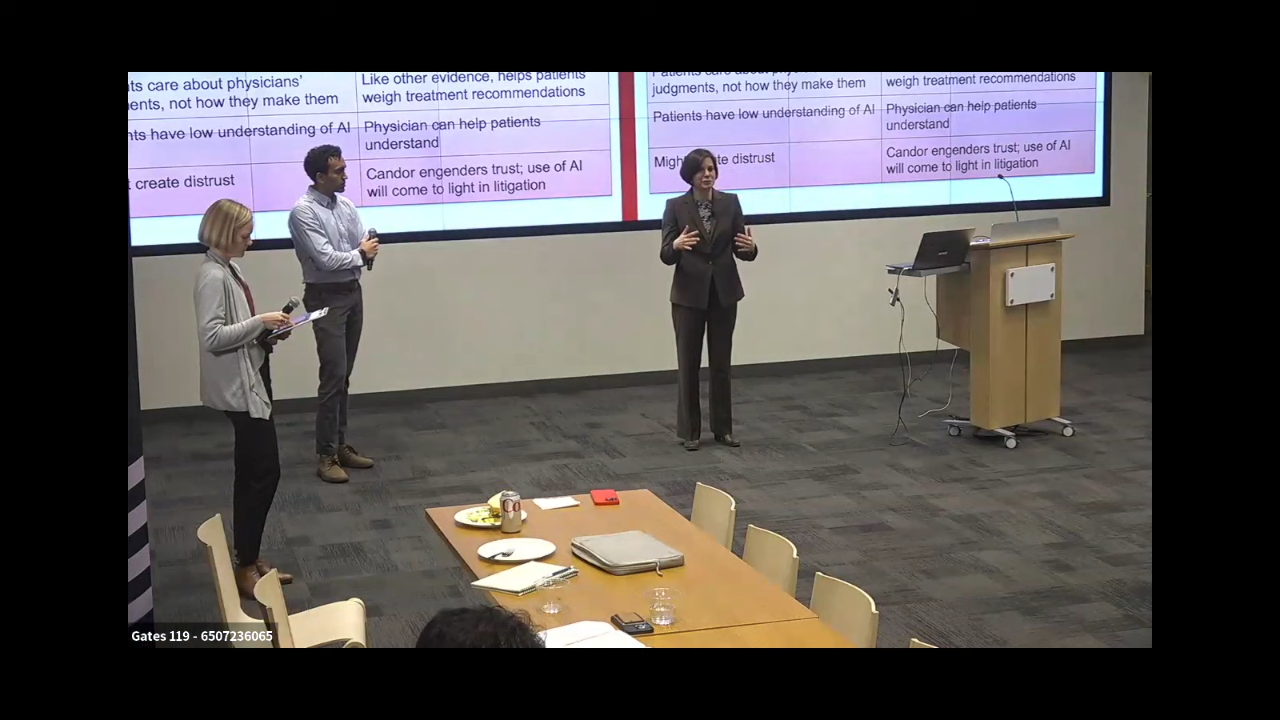 nts care about physicians'
ents, not how they make them
Like other evidence, helps patients
weigh treatment recommendations
nts have low understanding of AI
Physician can help patients
understand
t create distrust
Candor engenders trust; use of AI
will come to light in litigation
Patients care about
judgments, not how they make them
weigh treatment recommendations
Patients have low understanding of AI
Physician can help patients
understand
distrust
Candor engenders trust; use of AI
will come to light in litigation
Gates 119 - 6507236065